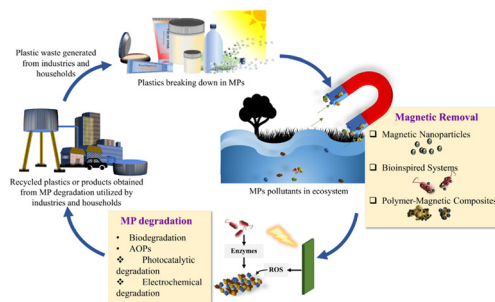 Plastic waste generated
from industries and
households
Plastics breaking down in MPs
Magnetic Removal
❑ Magnetic Nanoparticles
❑ Bioinspired Systems
❑ Polymer-Magnetic Composites
MPs pollutants in ecosystem
Recycled plastics or products obtained
from MP degradation utilized by
industries and households
MP degradation
• Biodegradation
• AOPs
❖ Photocatalytic
degradation
❖ Electrochemical
degradation
Enzymes
ROS